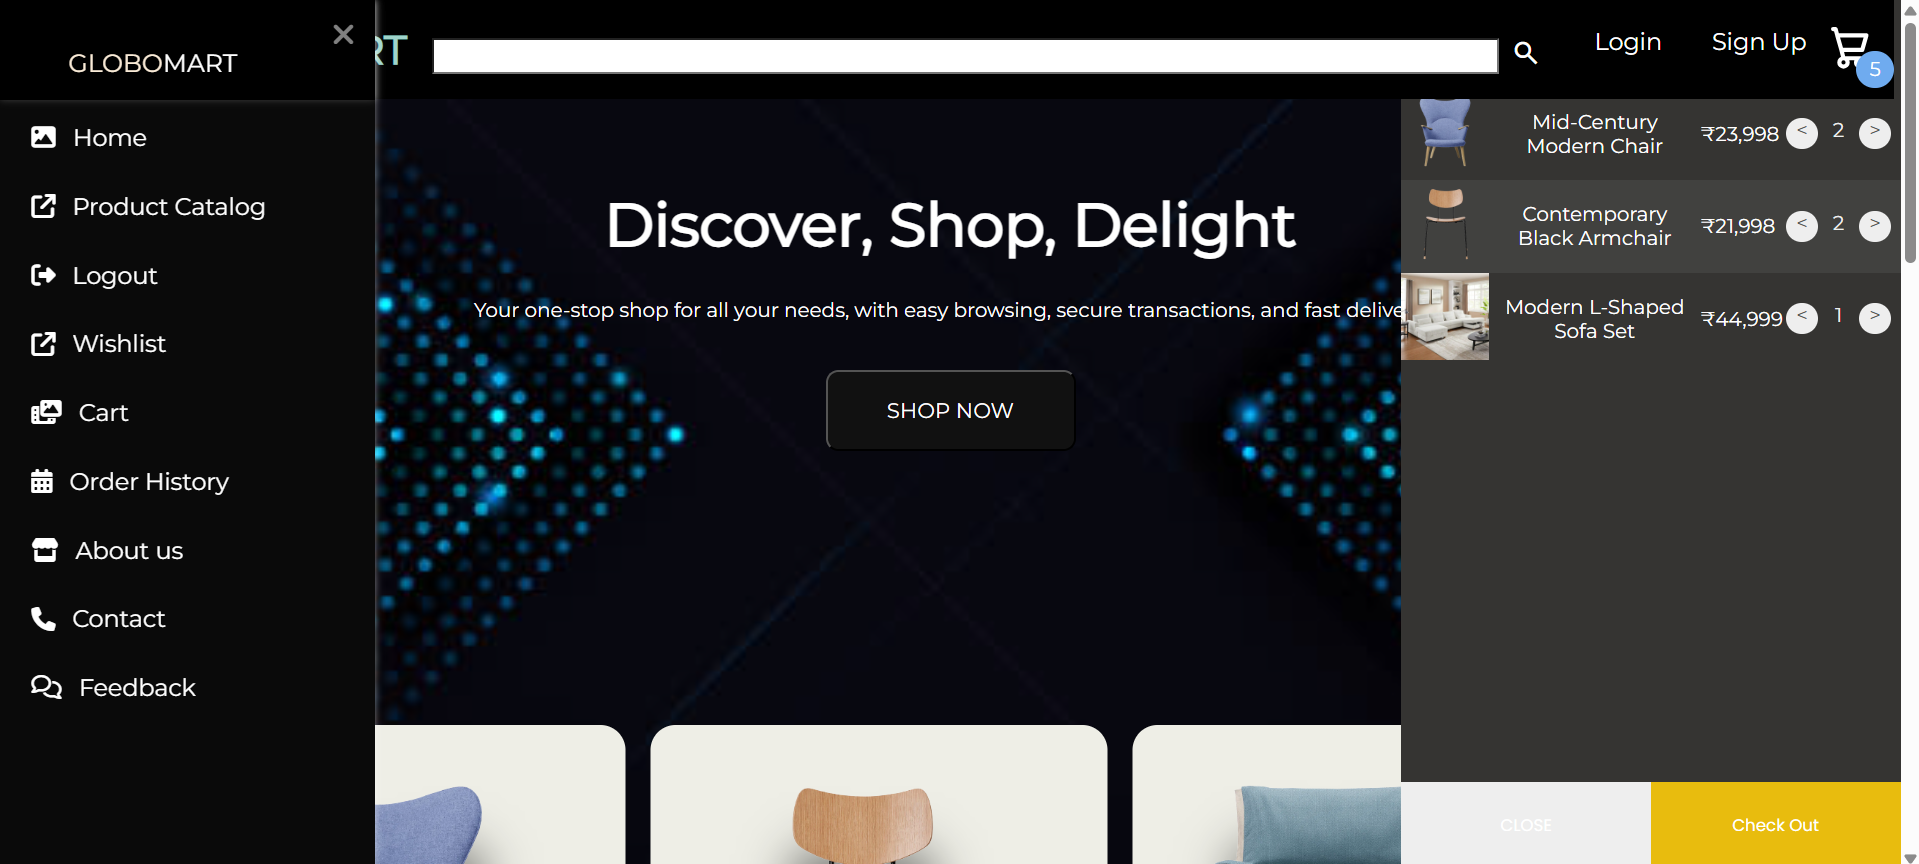 GLOBOMART
RT
Login
Sign Up
5
Home
Product Catalog
Logout
Wishlist
Cart
Order History
About us
Contact
Feedback
Discover, Shop, Delight
Your one-stop shop for all your needs, with easy browsing, secure transactions, and fast delive
SHOP NOW
Mid-Century
Modern Chair
₹23,998 < 2 >
Contemporary
Black Armchair
₹21,998 < 2 >
Modern L-Shaped
Sofa Set
₹44,999 < 1 >
CLOSE
Check Out